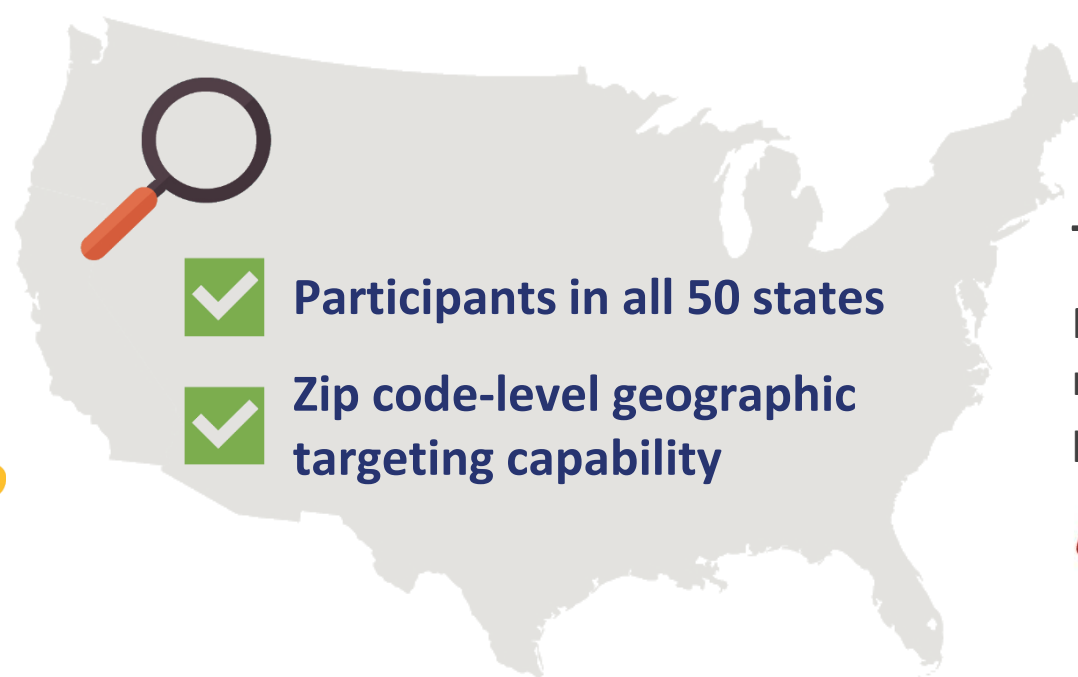 Participants in all 50 states
Zip code-level geographic
targeting capability